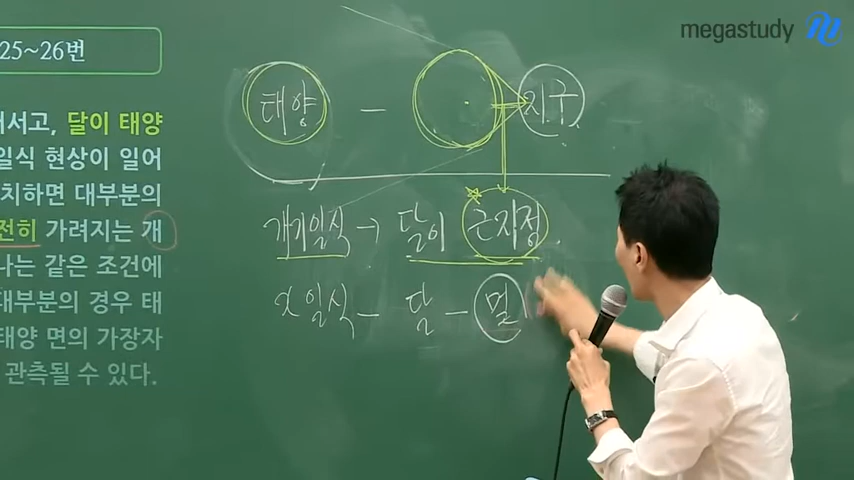 megastudy
25~26번
서고, 달이 태양
일식 현상이 일어
치하면 대부분의
전히 가려지는 개
나는 같은 조건에
대부분의 경우 태
태양 면의 가장자
관측될 수 있다.
태양 — 지구
개기일식 → 달이 근지점
일식 — 달 — 멀